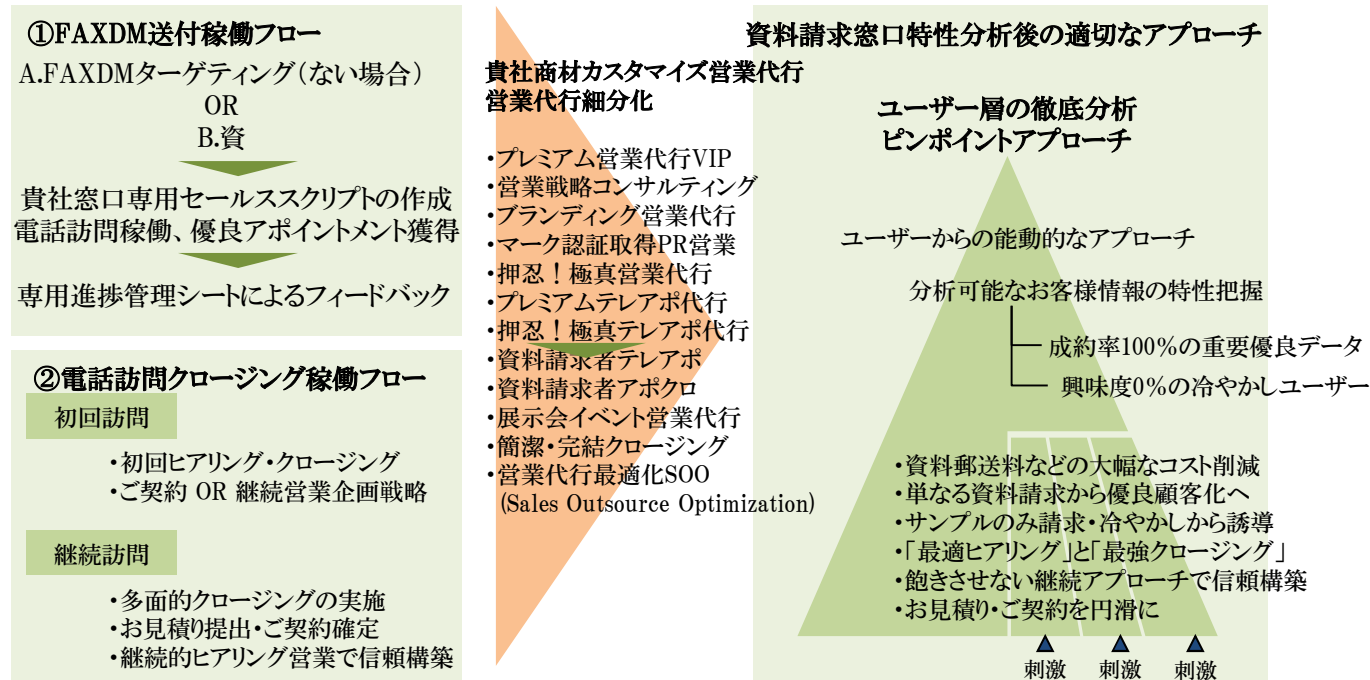 ①FAXDM送付稼働フロー
A.FAXDMターゲティング(ない場合)
OR
B.資
貴社窓口専用セールススクリプトの作成
電話訪問稼働、優良アポイントメント獲得
専用進捗管理シートによるフィードバック
②電話訪問クロージング稼働フロー
初回訪問
・初回ヒアリング・クロージング
・ご契約 OR 継続営業企画戦略
継続訪問
・多面的クロージングの実施
・お見積り提出・ご契約確定
・継続的ヒアリング営業で信頼構築
貴社商材カスタマイズ営業代行
営業代行細分化
・プレミアム営業代行VIP
・営業戦略コンサルティング
・ブランディング営業代行
・マーク認証取得PR営業
・押忍！極真営業代行
・プレミアムテレアポ代行
・押忍！極真テレアポ代行
・資料請求者テレアポ
・資料請求者アポクロ
・展示会イベント営業代行
・簡潔・完結クロージング
・営業代行最適化SOO
(Sales Outsource Optimization)
資料請求窓口特性分析後の適切なアプローチ
ユーザー層の徹底分析
ピンポイントアプローチ
ユーザーからの能動的なアプローチ
分析可能なお客様情報の特性把握
成約率100%の重要優良データ
興味度0%の冷やかしユーザー
・資料郵送料などの大幅なコスト削減
・単なる資料請求から優良顧客化へ
・サンプルのみ請求・冷やかしから誘導
・「最適ヒアリング」と「最強クロージング」
・飽きさせない継続アプローチで信頼構築
・お見積り・ご契約を円滑に
刺激 刺激 刺激